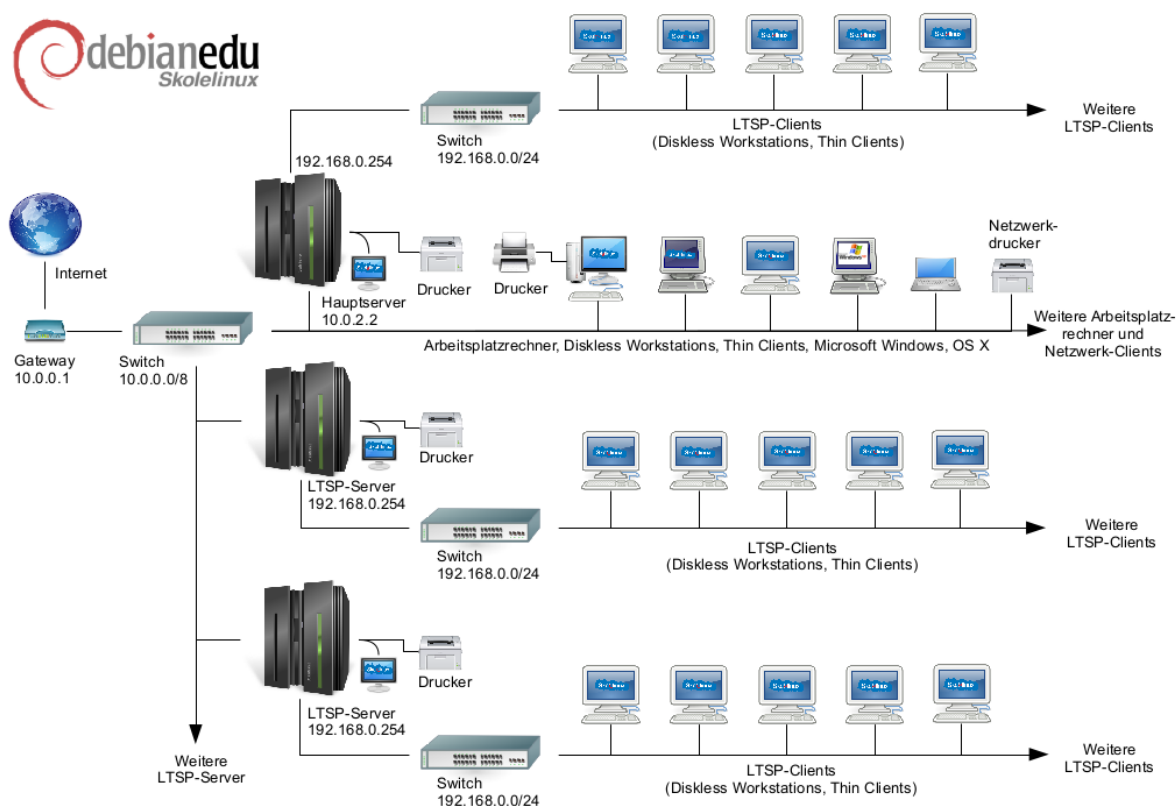 debianedu
Skolelinux
Switch
192.168.0.0/24
LTSP-Clients
(Diskless Workstations, Thin Clients)
Weitere
LTSP-Clients
192.168.0.254
Internet
Gateway
10.0.0.1
Switch
10.0.0.0/8
Hauptserver
10.0.2.2
Drucker
Drucker
Netzwerk-
drucker
Arbeitsplatzrechner, Diskless Workstations, Thin Clients, Microsoft Windows, OS X
Weitere Arbeitsplatz-
rechner und
Netzwerk-Clients
Drucker
LTSP-Server
192.168.0.254
Switch
192.168.0.0/24
LTSP-Clients
(Diskless Workstations, Thin Clients)
Weitere
LTSP-Clients
Drucker
LTSP-Server
192.168.0.254
Weitere
LTSP-Server
Switch
192.168.0.0/24
LTSP-Clients
(Diskless Workstations, Thin Clients)
Weitere
LTSP-Clients